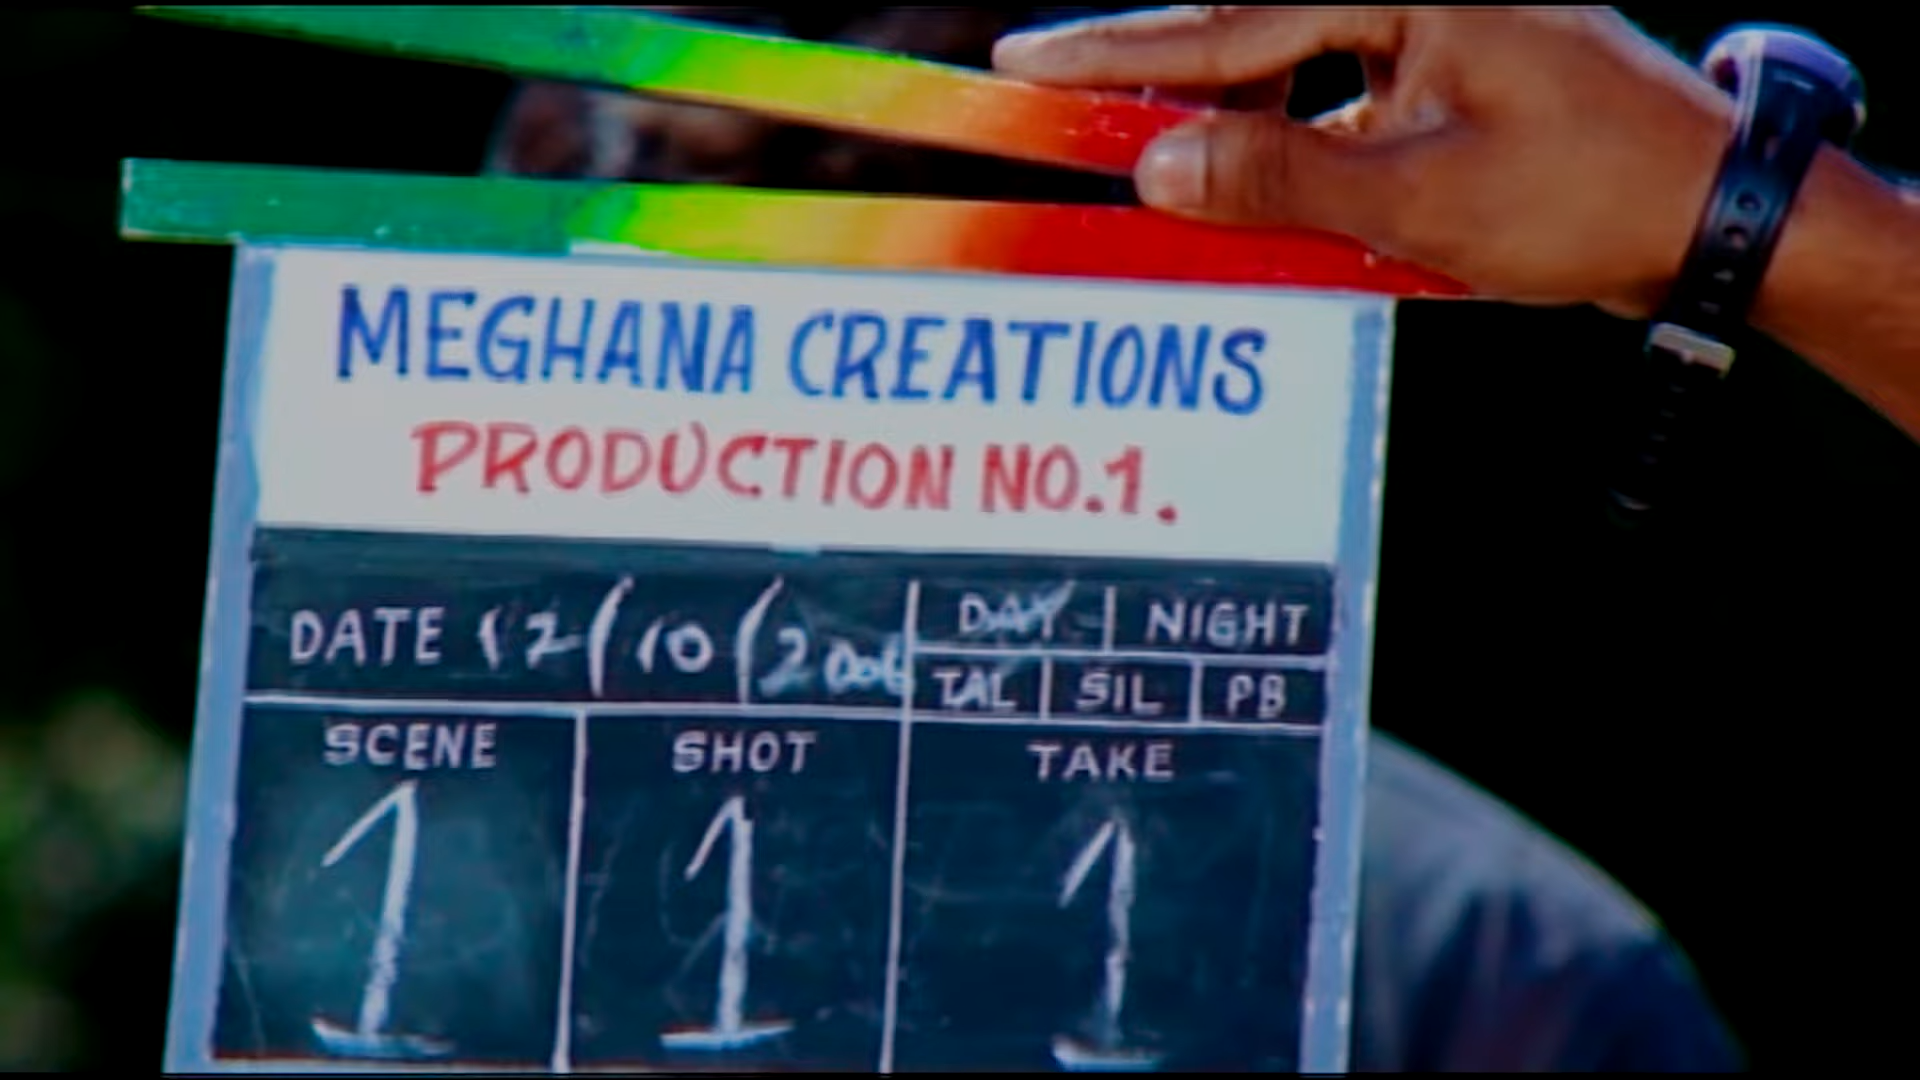 MEGHANA CREATIONS
PRODUCTION NO.1.
DATE 12/10/2006
DAY NIGHT
TAL SIL PB
SCENE SHOT TAKE
1 1 1